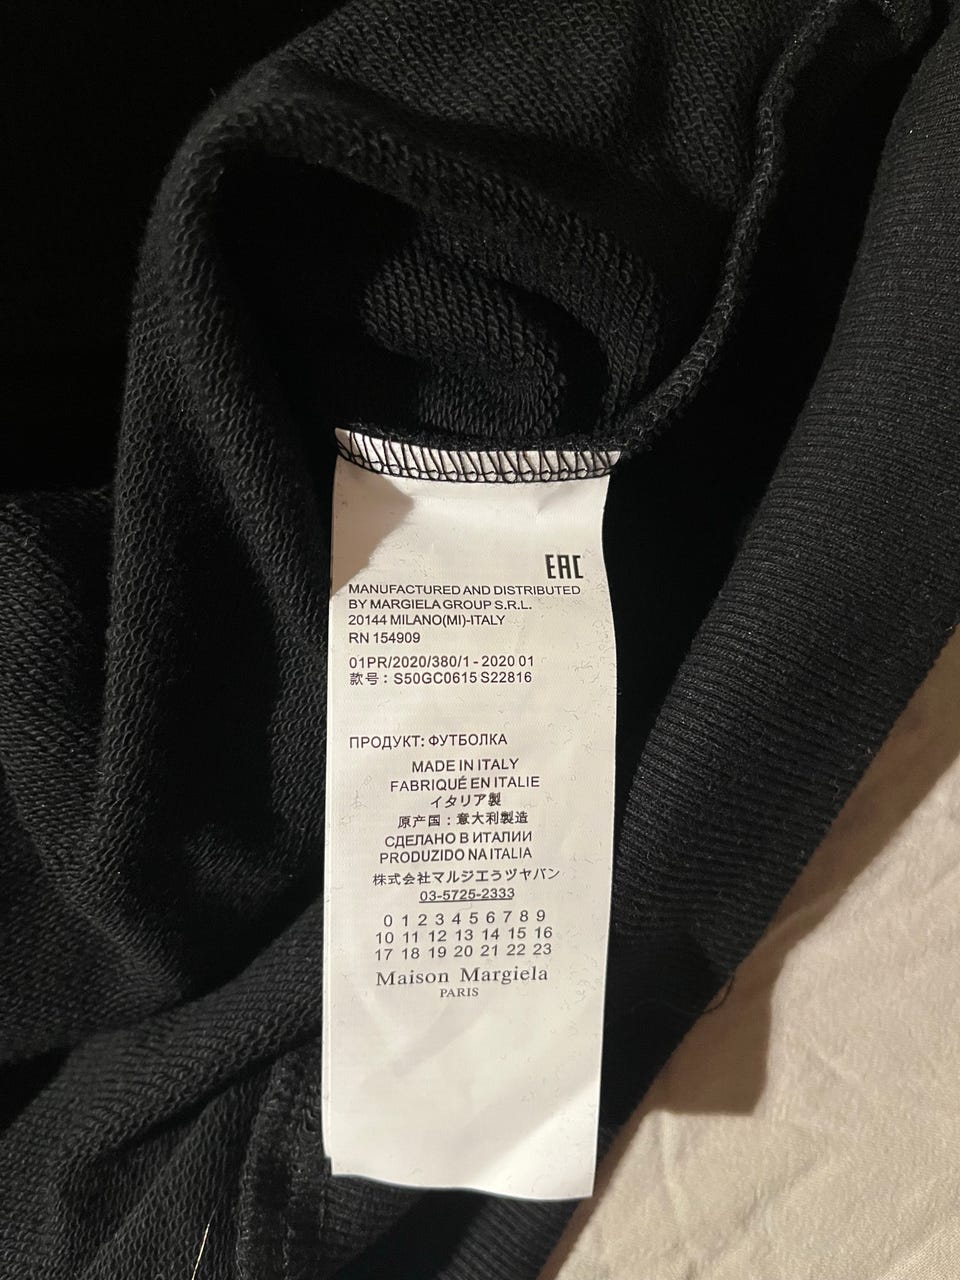 EAC
MANUFACTURED AND DISTRIBUTED
BY MARGIELA GROUP S.R.L.
20144 MILANO(MI)-ITALY
RN 154909
01PR/2020/380/1 - 2020 01
款号：S50GC0615 S22816
ПРОДУКТ: ФУТБОЛКА
MADE IN ITALY
FABRIQUÉ EN ITALIE
イタリア製
原产国：意大利製造
СДЕЛАНО В ИТАЛИИ
PRODUZIDO NA ITALIA
株式会社マルジエうヅヤバン
03-5725-2333
0 1 2 3 4 5 6 7 8 9
10 11 12 13 14 15 16
17 18 19 20 21 22 23
Maison Margiela
PARIS